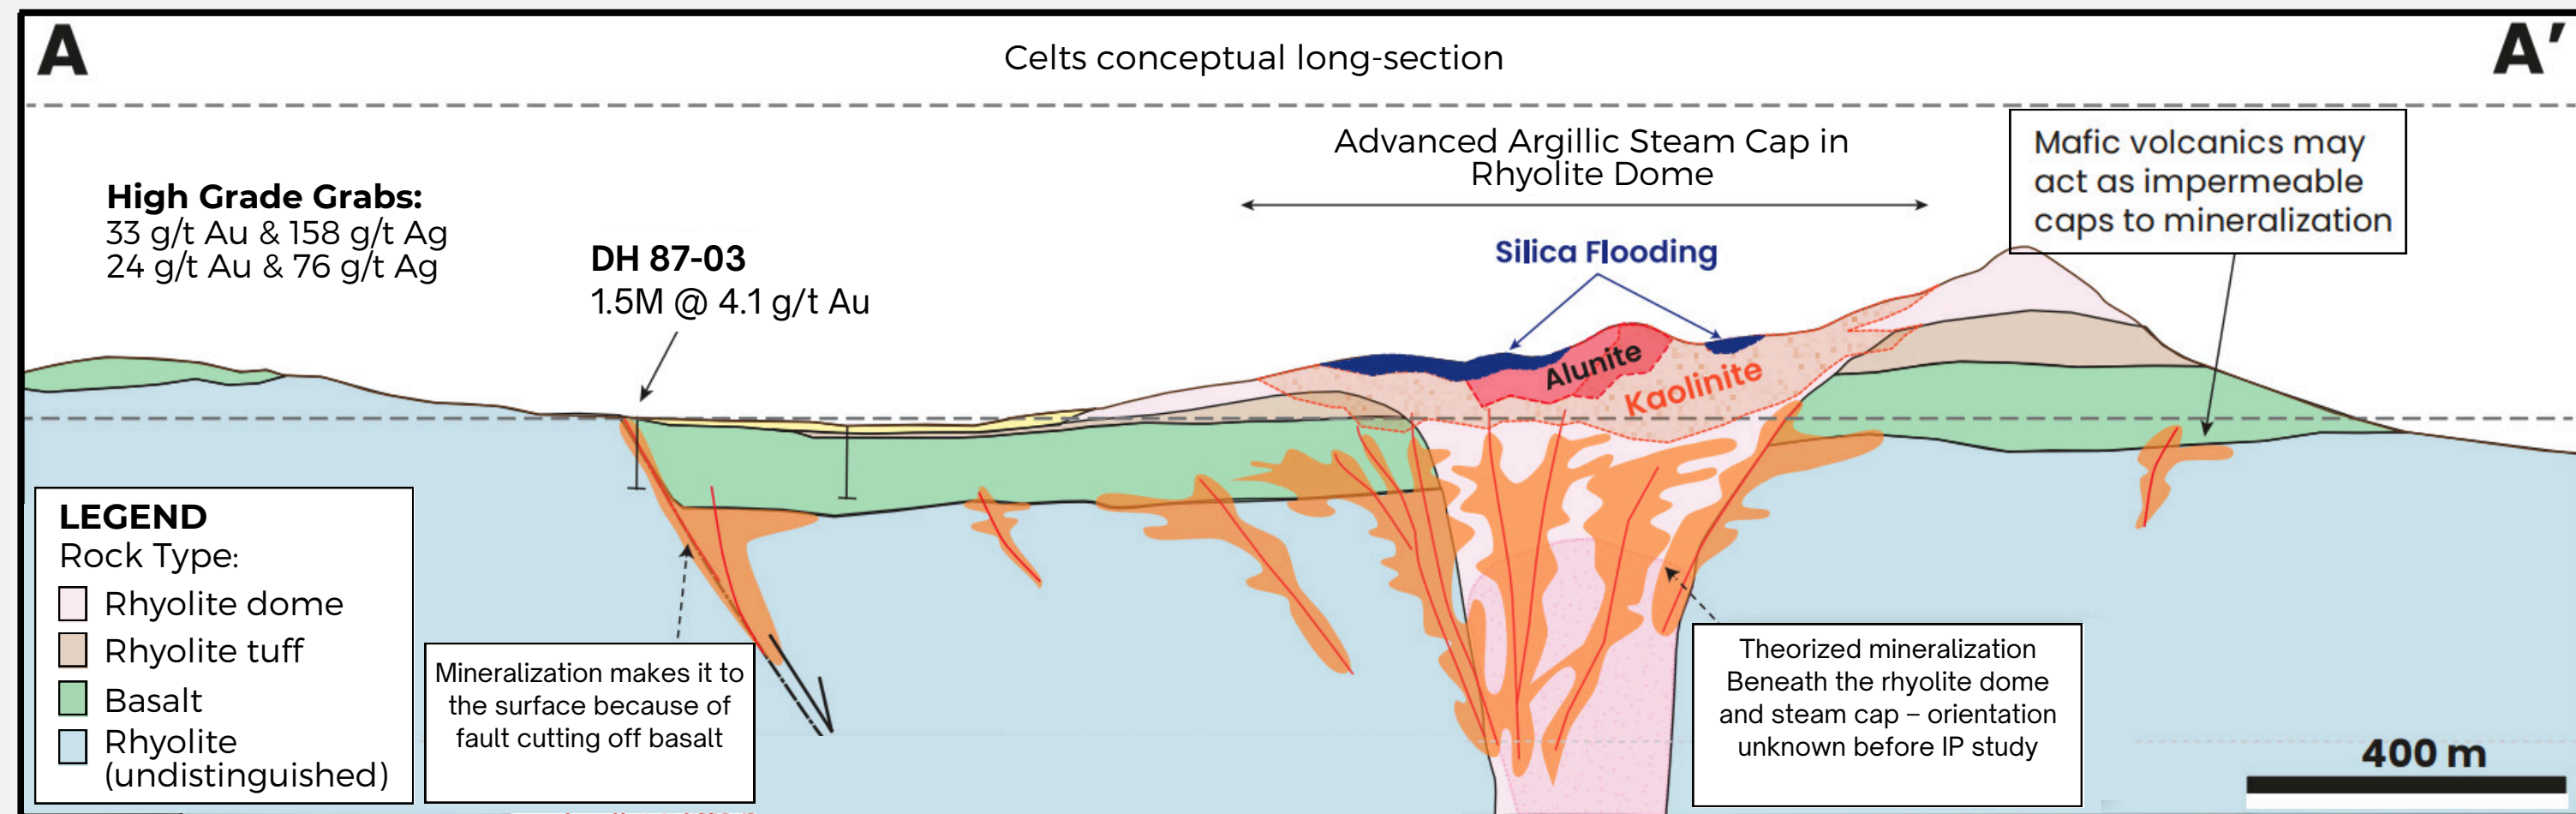 A
Celts conceptual long-section
A′
Advanced Argillic Steam Cap in
Rhyolite Dome
Mafic volcanics may
act as impermeable
caps to mineralization
High Grade Grabs:
33 g/t Au & 158 g/t Ag
24 g/t Au & 76 g/t Ag
DH 87-03
1.5M @ 4.1 g/t Au
Silica Flooding
Alunite
Kaolinite
LEGEND
Rock Type:
Rhyolite dome
Rhyolite tuff
Basalt
Rhyolite
(undistinguished)
Mineralization makes it to
the surface because of
fault cutting off basalt
Theorized mineralization
Beneath the rhyolite dome
and steam cap – orientation
unknown before IP study
400 m